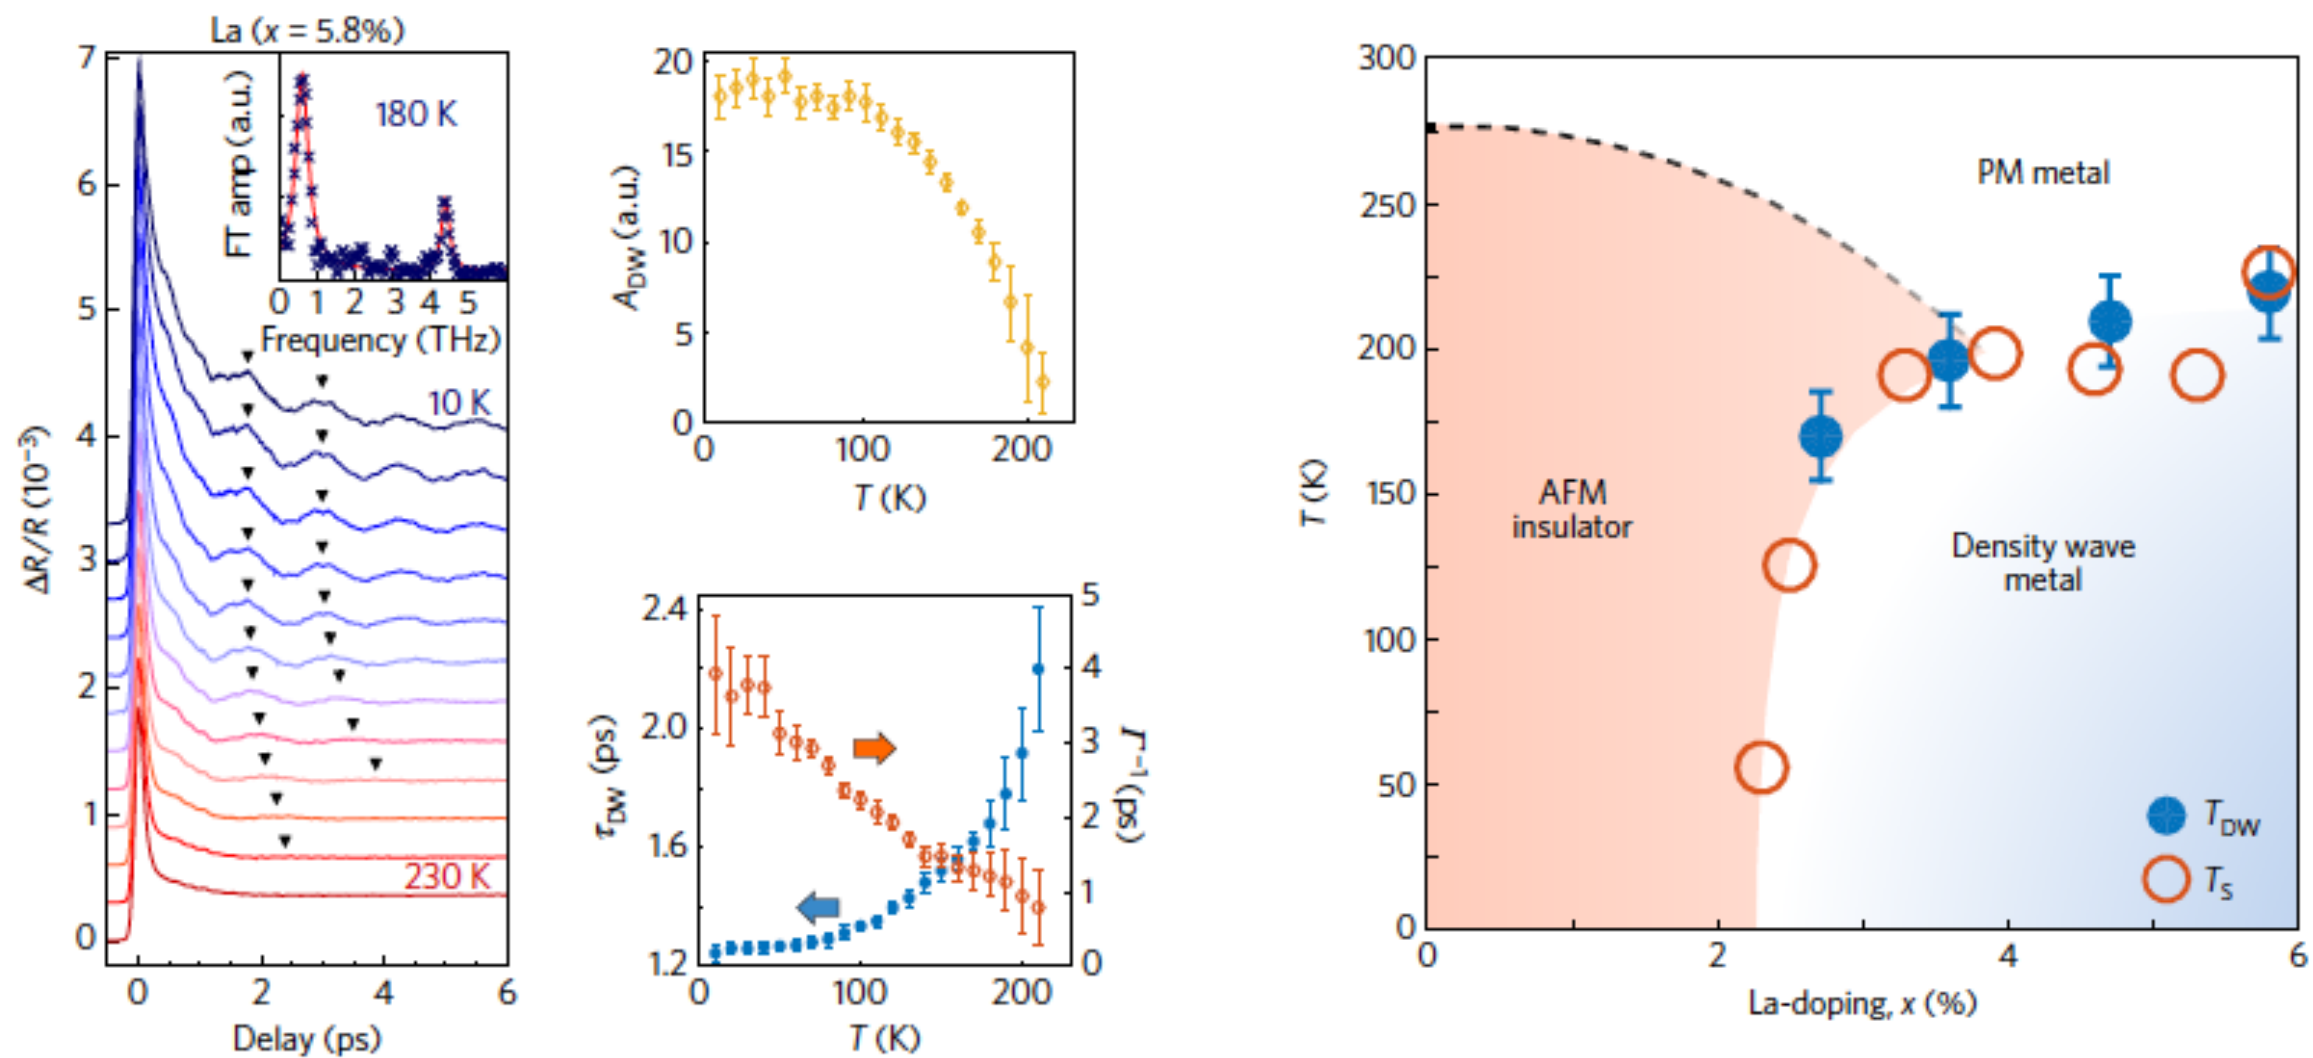 La (x = 5.8%)
7
6
5
4
3
2
1
0
ΔR/R (10⁻³)
0 2 4 6
Delay (ps)
FT amp (a.u.)
180 K
0 1 2 3 4 5
Frequency (THz)
10 K
230 K
20
15
10
5
0
A_DW (a.u.)
0 100 200
T (K)
2.4
2.0
1.6
1.2
τ_DW (ps)
5
4
3
2
1
0
Γ⁻¹ (ps)
0 100 200
T (K)
300
250
200
150
100
50
0
T (K)
PM metal
AFM
insulator
Density wave
metal
T_DW
T_S
0 2 4 6
La-doping, x (%)